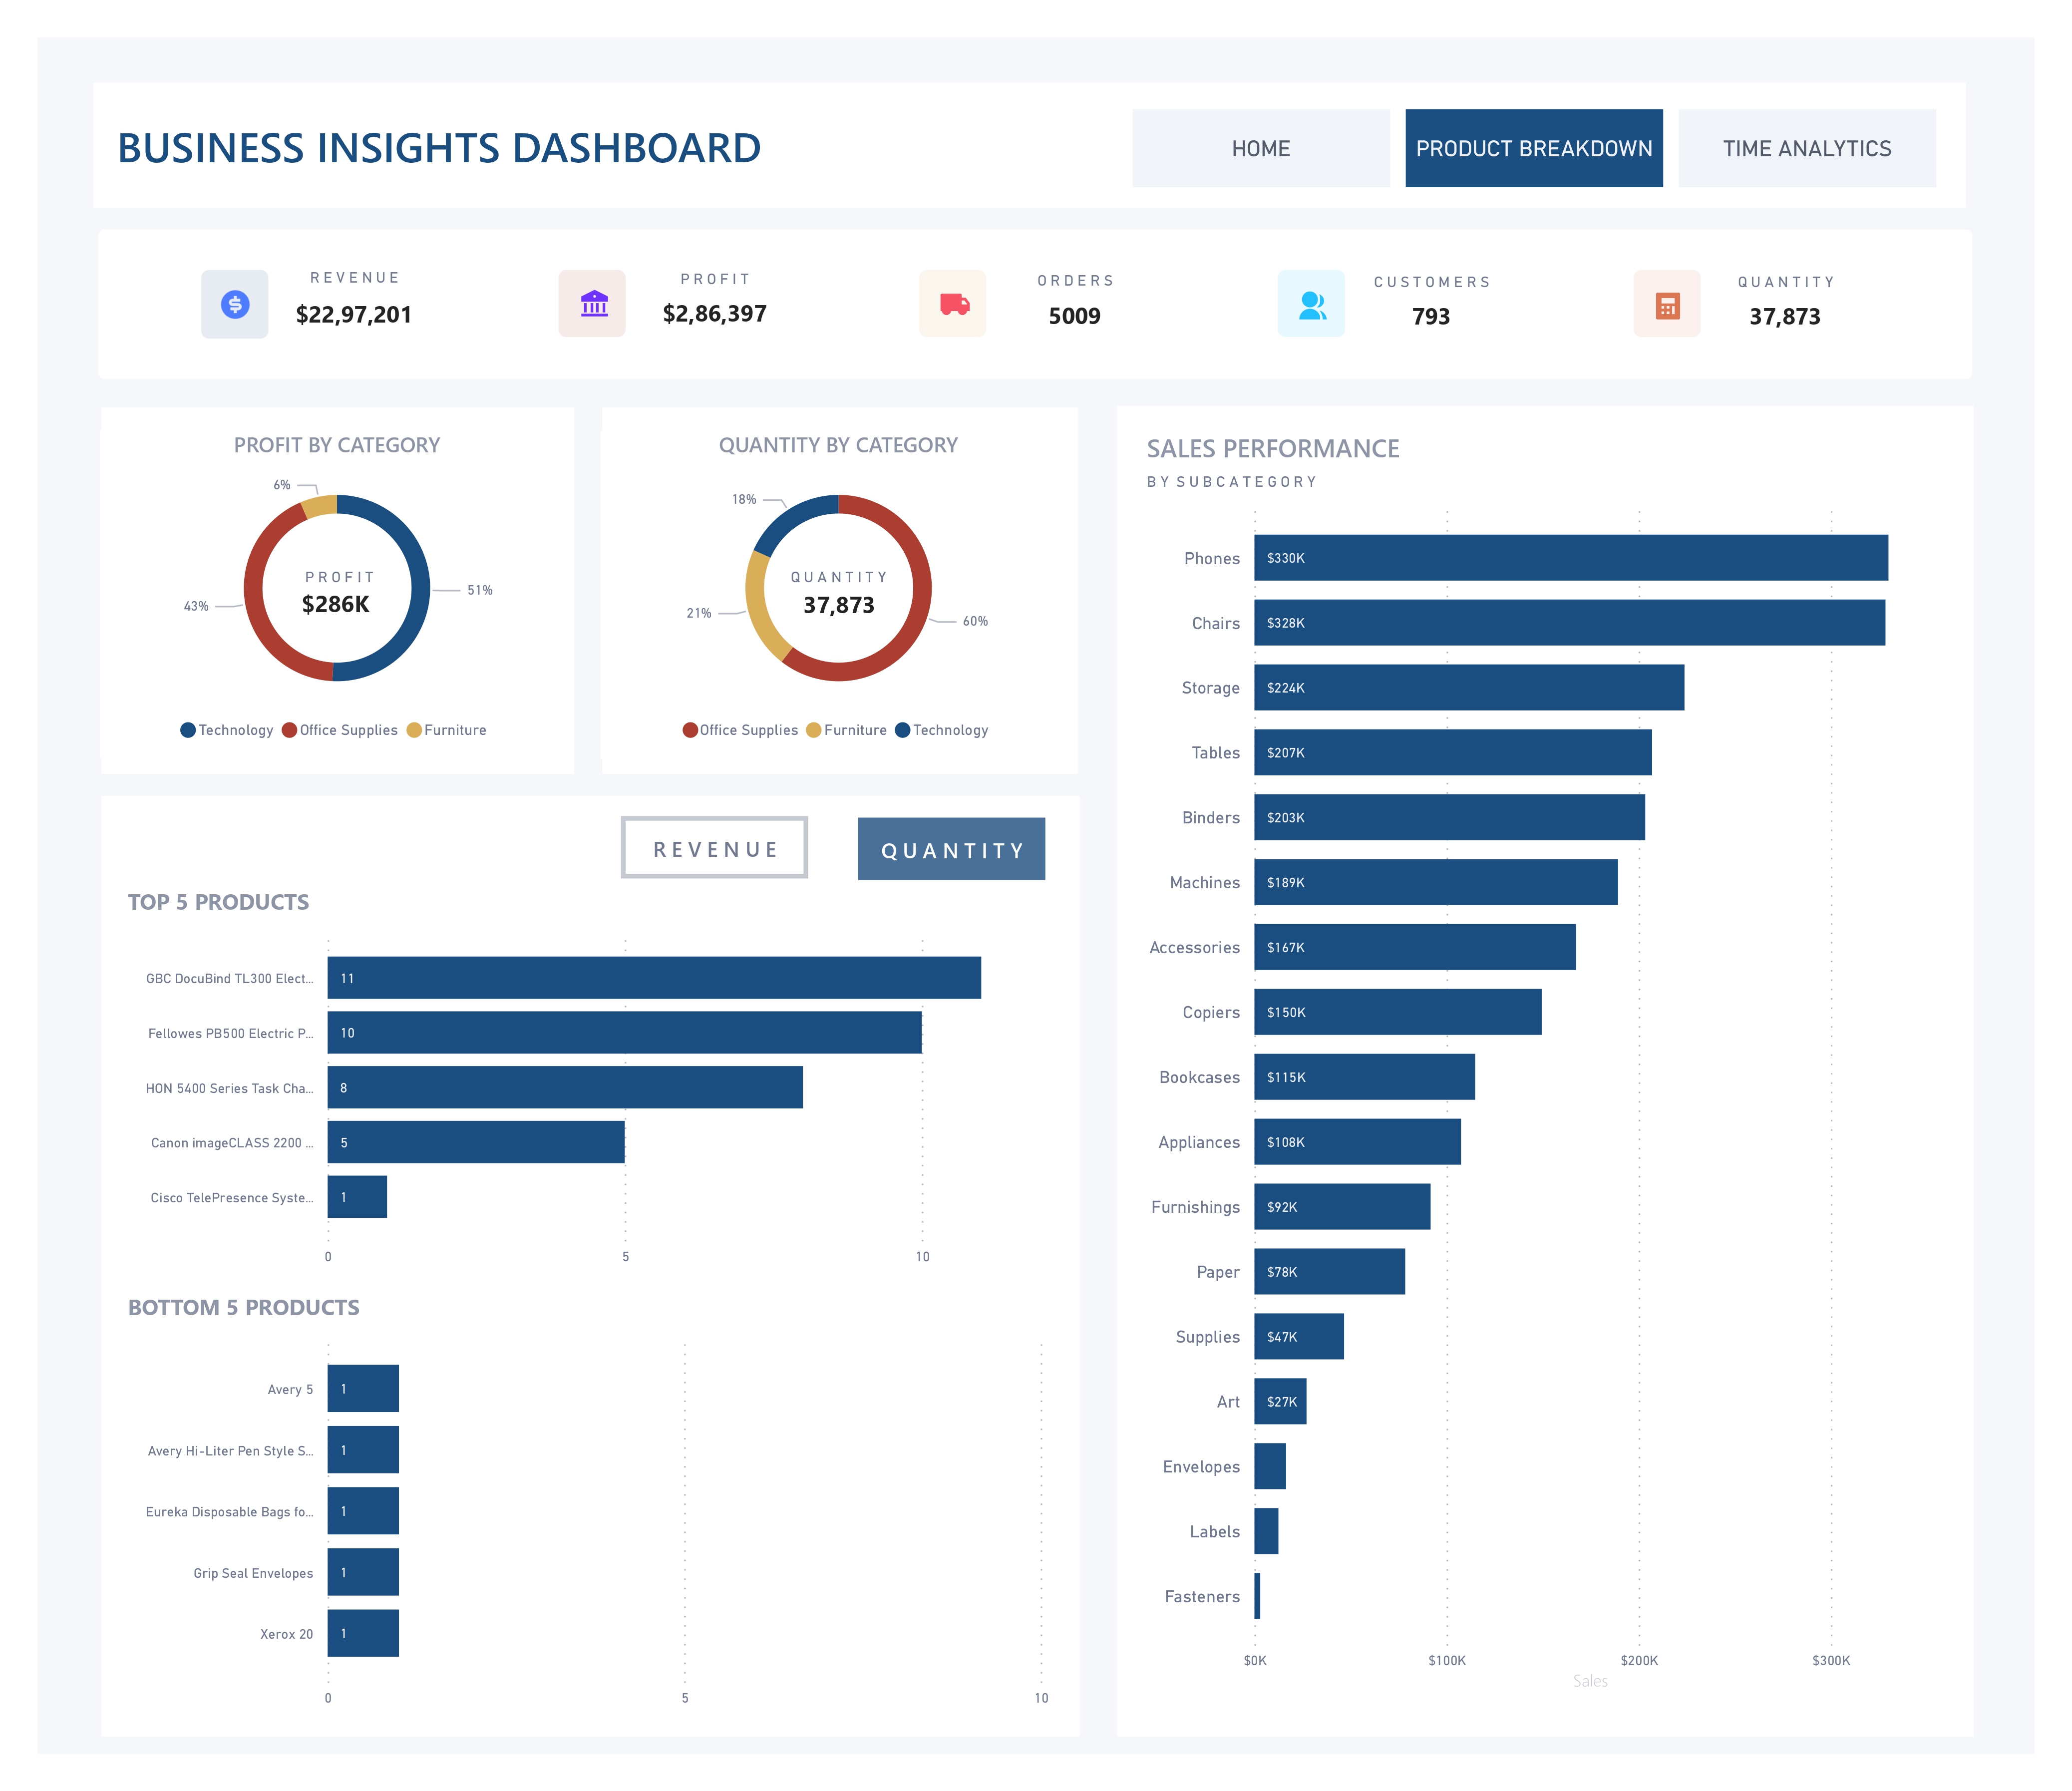 BUSINESS INSIGHTS DASHBOARD
HOME
PRODUCT BREAKDOWN
TIME ANALYTICS
REVENUE
$22,97,201
PROFIT
$2,86,397
ORDERS
5009
CUSTOMERS
793
QUANTITY
37,873
PROFIT BY CATEGORY
6%
43%
51%
PROFIT
$286K
Technology Office Supplies Furniture
QUANTITY BY CATEGORY
18%
21%
60%
QUANTITY
37,873
Office Supplies Furniture Technology
REVENUE
QUANTITY
TOP 5 PRODUCTS
GBC DocuBind TL300 Elect... 11
Fellowes PB500 Electric P... 10
HON 5400 Series Task Cha... 8
Canon imageCLASS 2200 ... 5
Cisco TelePresence Syste... 1
0 5 10
BOTTOM 5 PRODUCTS
Avery 5 1
Avery Hi-Liter Pen Style S... 1
Eureka Disposable Bags fo... 1
Grip Seal Envelopes 1
Xerox 20 1
0 5 10
SALES PERFORMANCE
BY SUBCATEGORY
Phones $330K
Chairs $328K
Storage $224K
Tables $207K
Binders $203K
Machines $189K
Accessories $167K
Copiers $150K
Bookcases $115K
Appliances $108K
Furnishings $92K
Paper $78K
Supplies $47K
Art $27K
Envelopes
Labels
Fasteners
$0K $100K $200K $300K
Sales